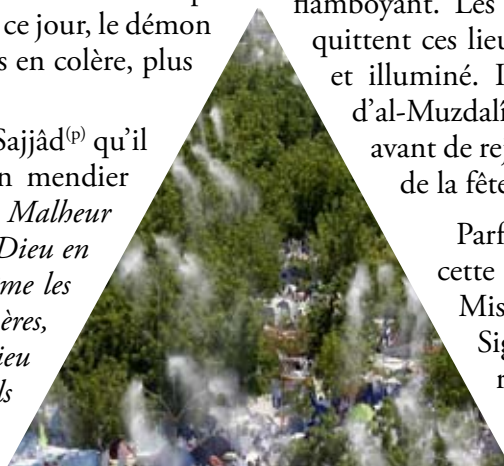 ce jour, le démon
s en colère, plus
Sajjâd(p) qu'il
n mendier
Malheur
Dieu en
me les
ères,
ieu
ls
flamboyant. Les
quittent ces lieu
et illuminé.
d'al-Muzdalî
avant de re
de la fête
Parf
cette
Mis
Sig